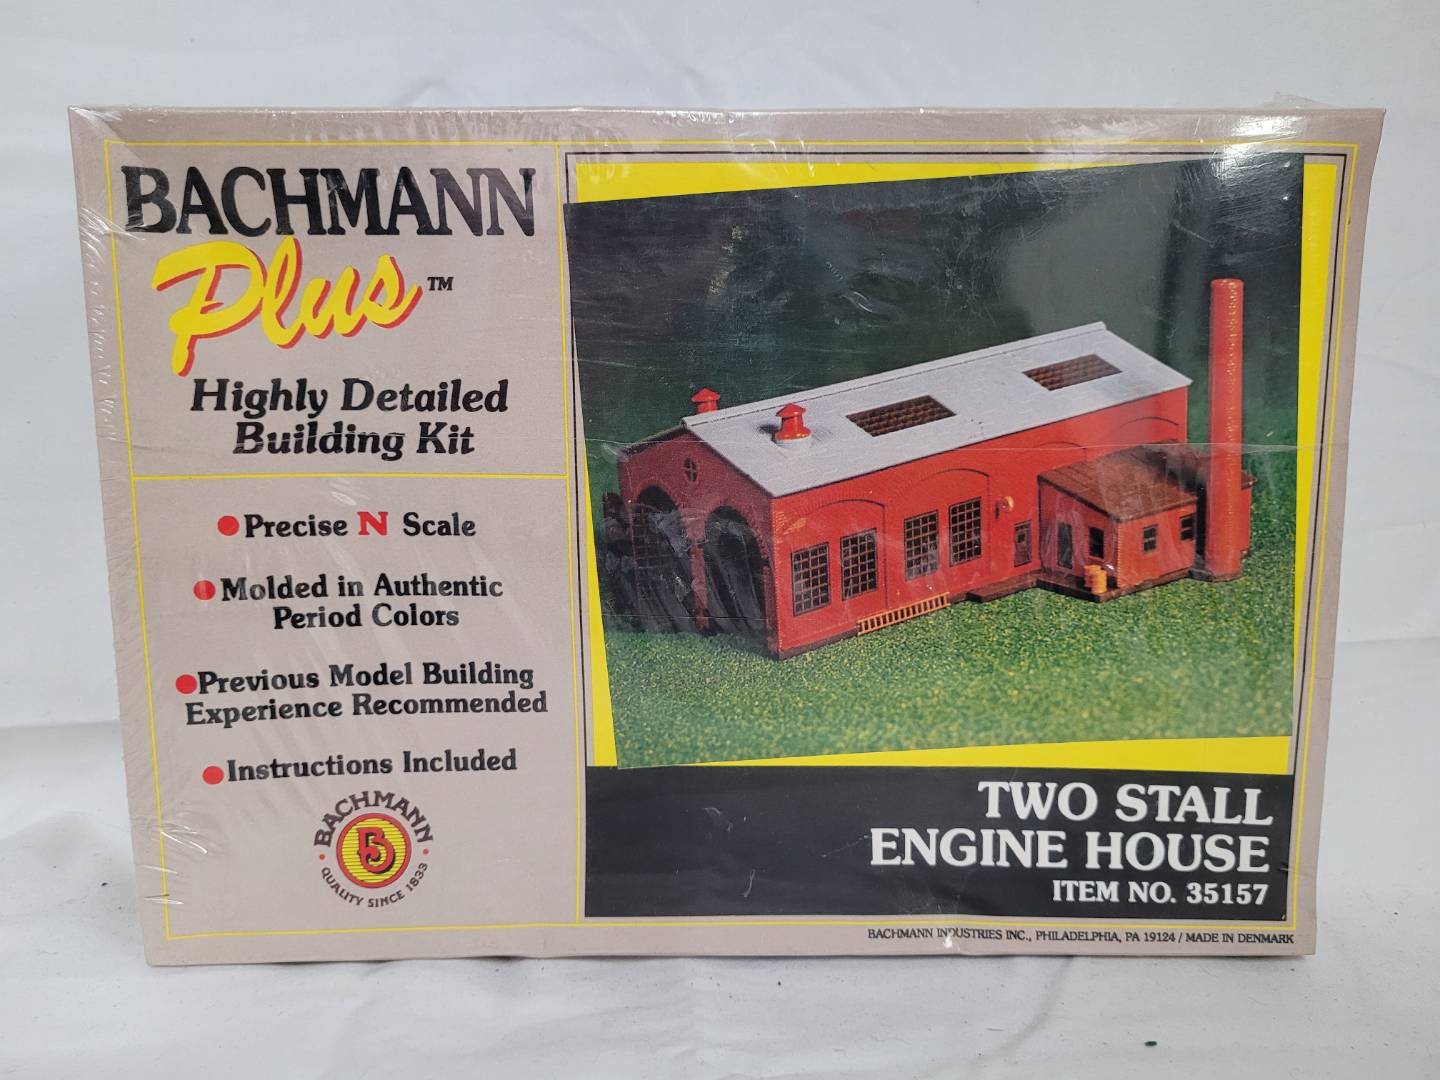 BACHMANN
Plus™
Highly Detailed
Building Kit
●Precise N Scale
●Molded in Authentic
Period Colors
●Previous Model Building
Experience Recommended
●Instructions Included
BACHMANN
B
• QUALITY SINCE 1833 •
TWO STALL
ENGINE HOUSE
ITEM NO. 35157
BACHMANN INDUSTRIES INC., PHILADELPHIA, PA 19124 / MADE IN DENMARK